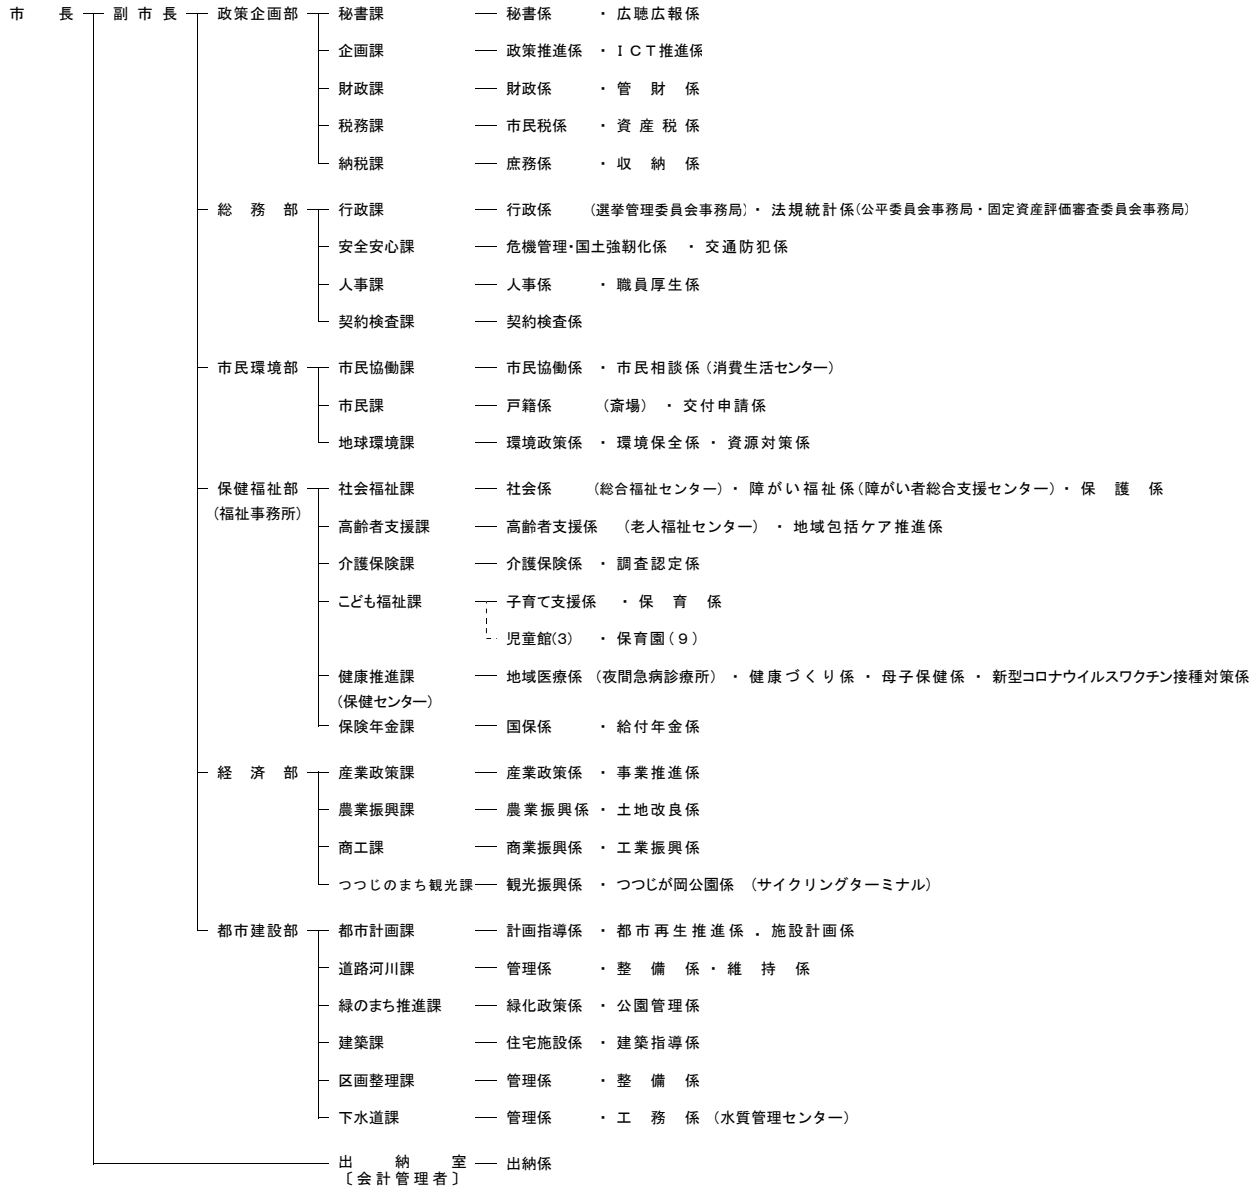 市　長　副市長　政策企画部　秘書課　秘書係　・広聴広報係
企画課　政策推進係　・ＩＣＴ推進係
財政課　財政係　・管財係
税務課　市民税係　・資産税係
納税課　庶務係　・収納係
総務部　行政課　行政係　(選挙管理委員会事務局)・法規統計係(公平委員会事務局・固定資産評価審査委員会事務局)
安全安心課　危機管理・国土強靭化係　・交通防犯係
人事課　人事係　・職員厚生係
契約検査課　契約検査係
市民環境部　市民協働課　市民協働係　・市民相談係(消費生活センター)
市民課　戸籍係　(斎場)　・交付申請係
地球環境課　環境政策係　・環境保全係・資源対策係
保健福祉部　社会福祉課　社会係　(総合福祉センター)・障がい福祉係(障がい者総合支援センター)・保護係
(福祉事務所)
高齢者支援課　高齢者支援係　(老人福祉センター)　・地域包括ケア推進係
介護保険課　介護保険係　・調査認定係
こども福祉課　子育て支援係　・保育係
児童館(3)　・保育園(９)
健康推進課　地域医療係　(夜間急病診療所)　・健康づくり係・母子保健係・新型コロナウイルスワクチン接種対策係
(保健センター)
保険年金課　国保係　・給付年金係
経済部　産業政策課　産業政策係　・事業推進係
農業振興課　農業振興係　・土地改良係
商工課　商業振興係　・工業振興係
つつじのまち観光課　観光振興係　・つつじが岡公園係　(サイクリングターミナル)
都市建設部　都市計画課　計画指導係　・都市再生推進係．施設計画係
道路河川課　管理係　・整備係・維持係
緑のまち推進課　緑化政策係　・公園管理係
建築課　住宅施設係　・建築指導係
区画整理課　管理係　・整備係
下水道課　管理係　・工務係　(水質管理センター)
出納室　出納係
〔会計管理者〕